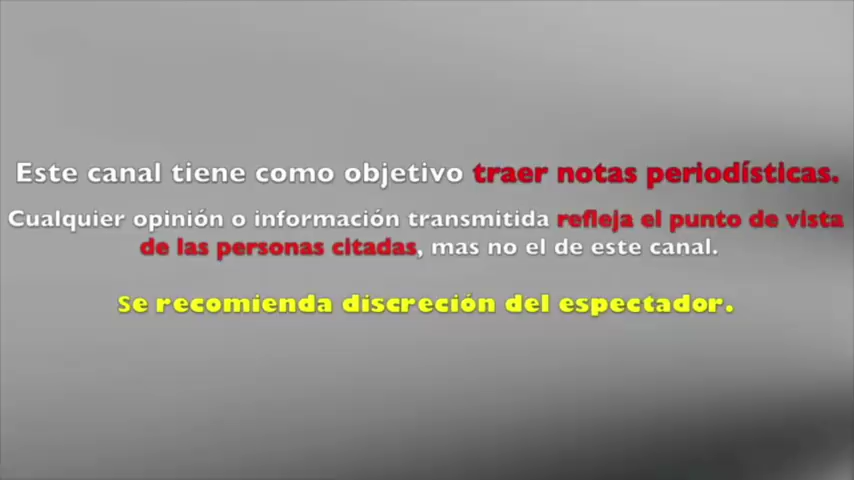 Este canal tiene como objetivo traer notas periodísticas.
Cualquier opinión o información transmitida refleja el punto de vista
de las personas citadas, mas no el de este canal.
Se recomienda discreción del espectador.